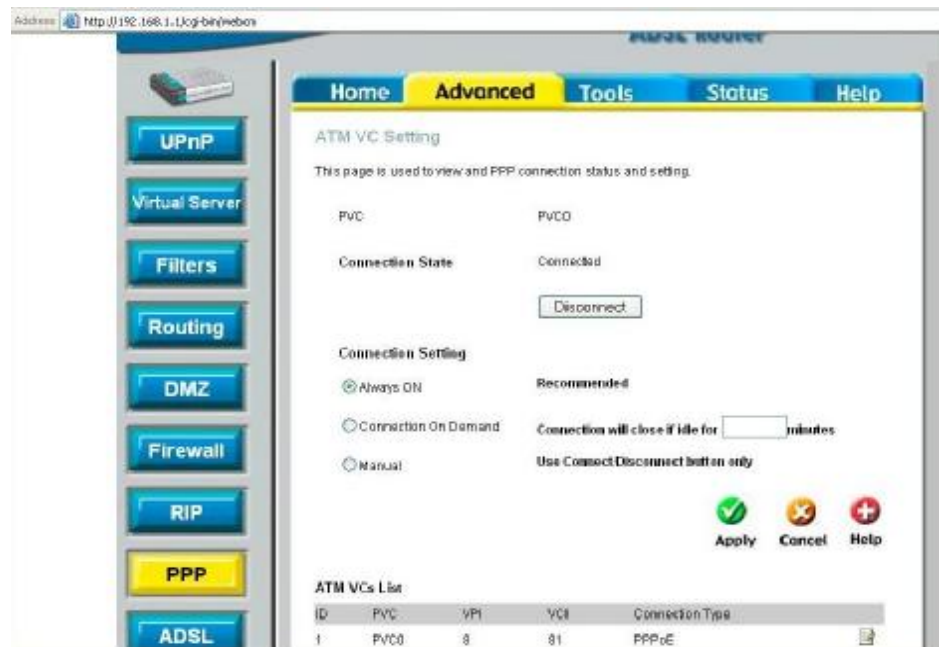 Address http://192.168.1.1/cgi-bin/webcm
ADSL Router
Home Advanced Tools Status Help
UPnP
Virtual Server
Filters
Routing
DMZ
Firewall
RIP
PPP
ADSL
ATM VC Setting
This page is used to view and PPP connection status and setting.
PVC PVC0
Connection State Connected
Disconnect
Connection Setting
Always ON Recommended
Connection On Demand Connection will close if idle for minutes
Manual Use Connect/Disconnect button only
Apply Cancel Help
ATM VCs List
ID PVC VPI VCI Connection Type
1 PVC0 8 81 PPPoE